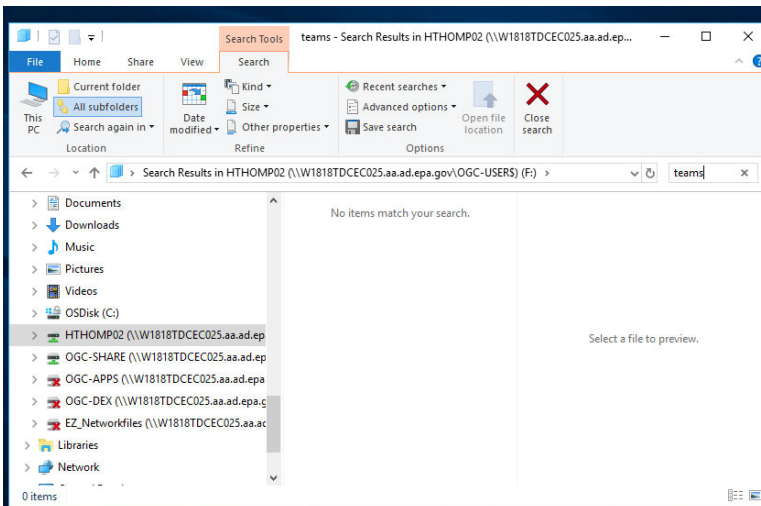 Search Tools
teams - Search Results in HTHOMP02 (\\W1818TDCEC025.aa.ad.ep...
File Home Share View Search
This PC
Current folder
All subfolders
Search again in
Location
Date modified
Kind
Size
Other properties
Refine
Recent searches
Advanced options
Save search
Options
Open file location
Close search
Search Results in HTHOMP02 (\\W1818TDCEC025.aa.ad.epa.gov\OGC-USER$) (F:)
teams
Documents
Downloads
Music
Pictures
Videos
OSDisk (C:)
HTHOMP02 (\\W1818TDCEC025.aa.ad.ep
OGC-SHARE (\\W1818TDCEC025.aa.ad.ep
OGC-APPS (\\W1818TDCEC025.aa.ad.epa
OGC-DEX (\\W1818TDCEC025.aa.ad.epa.g
EZ_Networkfiles (\\W1818TDCEC025.aa.ac
Libraries
Network
No items match your search.
Select a file to preview.
0 items